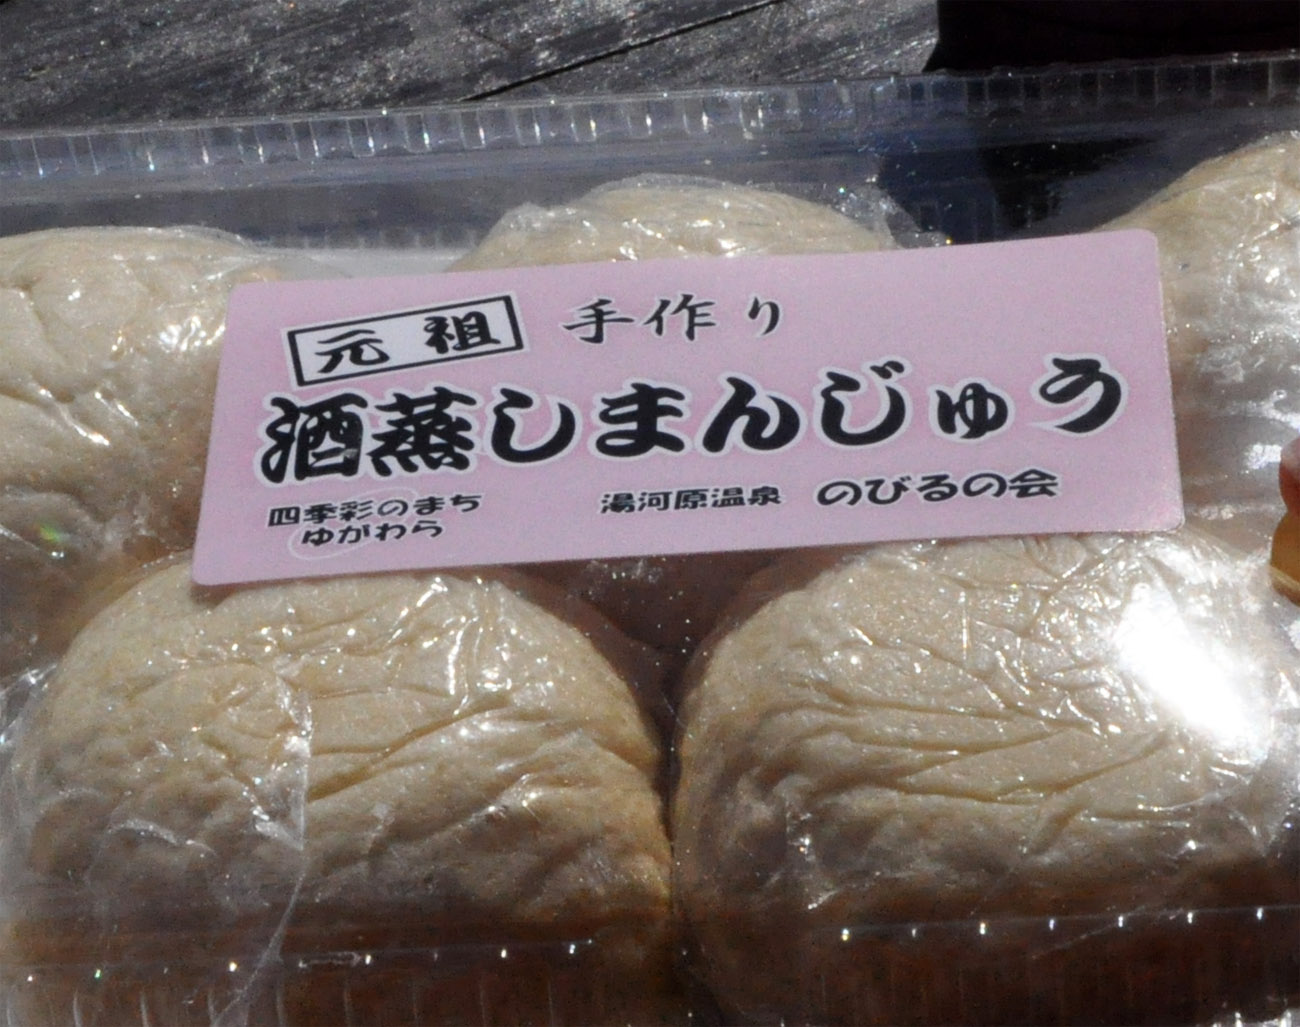 元祖 手作り
酒蒸しまんじゅう
四季彩のまち
ゆがわら
湯河原温泉 のびるの会